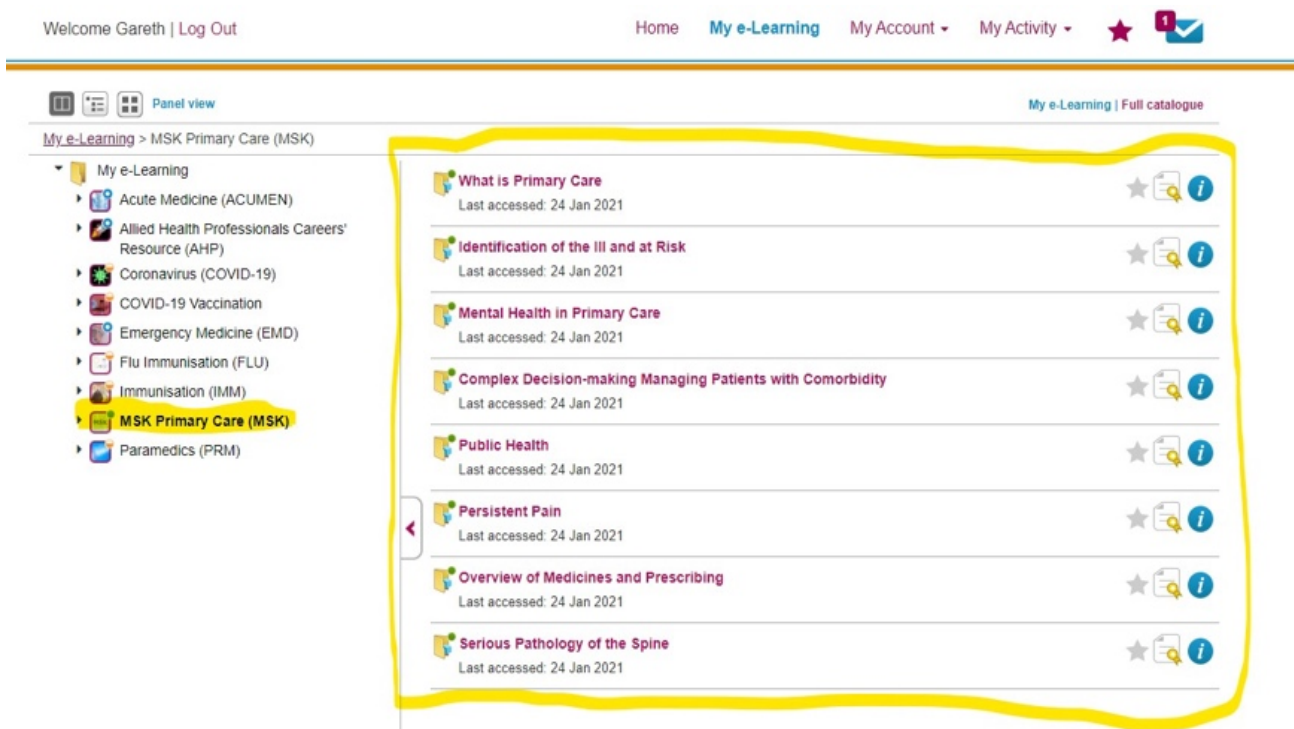 Welcome Gareth | Log Out
Home My e-Learning My Account My Activity 1
Panel view
My e-Learning | Full catalogue
My e-Learning > MSK Primary Care (MSK)
My e-Learning
Acute Medicine (ACUMEN)
Allied Health Professionals Careers'
Resource (AHP)
Coronavirus (COVID-19)
COVID-19 Vaccination
Emergency Medicine (EMD)
Flu Immunisation (FLU)
Immunisation (IMM)
MSK Primary Care (MSK)
Paramedics (PRM)
What is Primary Care
Last accessed: 24 Jan 2021
Identification of the Ill and at Risk
Last accessed: 24 Jan 2021
Mental Health in Primary Care
Last accessed: 24 Jan 2021
Complex Decision-making Managing Patients with Comorbidity
Last accessed: 24 Jan 2021
Public Health
Last accessed: 24 Jan 2021
Persistent Pain
Last accessed: 24 Jan 2021
Overview of Medicines and Prescribing
Last accessed: 24 Jan 2021
Serious Pathology of the Spine
Last accessed: 24 Jan 2021